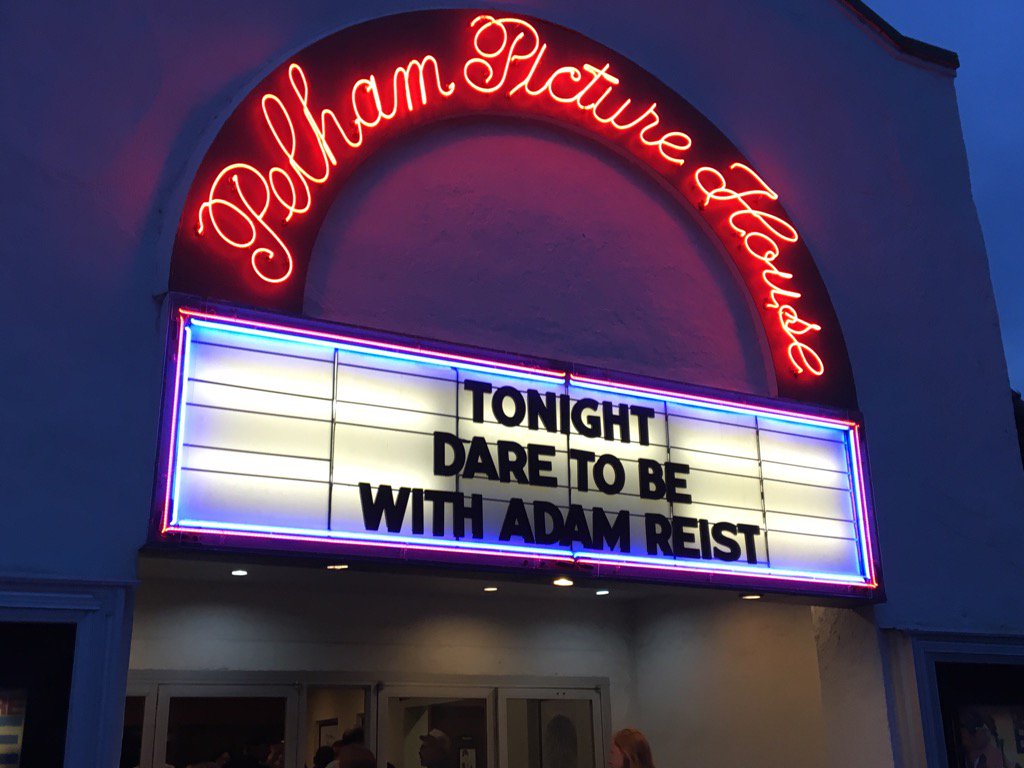 Pelham Picture House
TONIGHT
DARE TO BE
WITH ADAM REIST